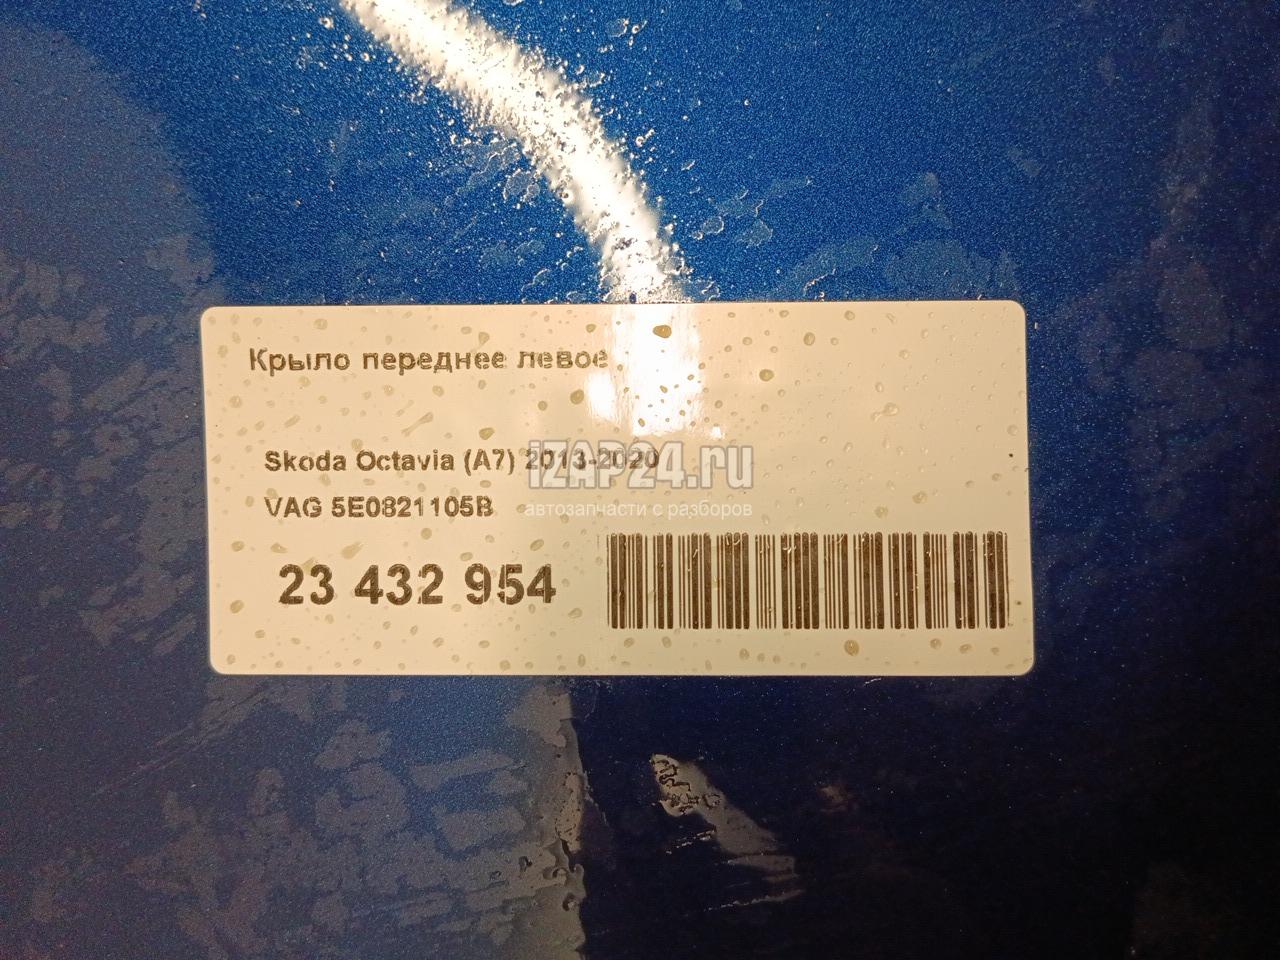 Крыло переднее левое
Skoda Octavia (A7) 2013-2020
iZAP24.ru
VAG 5E0821105B
автозапчасти с разборов
23 432 954